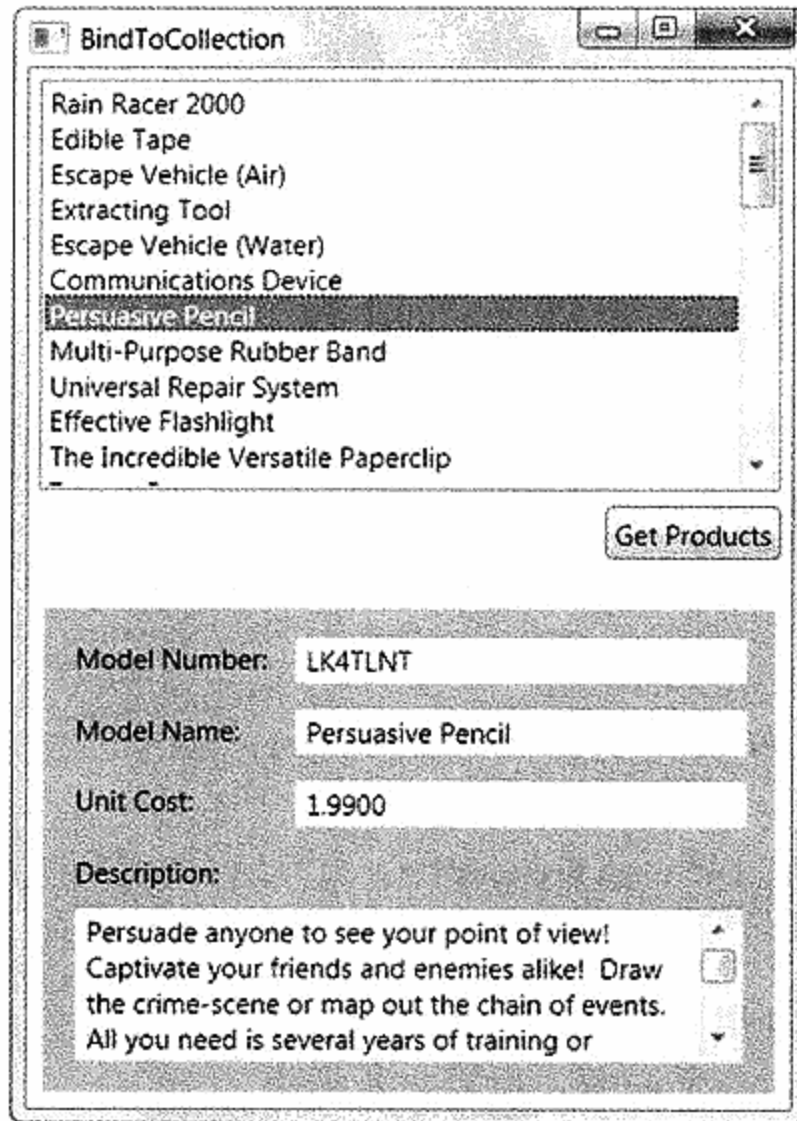 BindToCollection
Rain Racer 2000
Edible Tape
Escape Vehicle (Air)
Extracting Tool
Escape Vehicle (Water)
Communications Device
Persuasive Pencil
Multi-Purpose Rubber Band
Universal Repair System
Effective Flashlight
The Incredible Versatile Paperclip
Get Products
Model Number: LK4TLNT
Model Name: Persuasive Pencil
Unit Cost: 1.9900
Description:
Persuade anyone to see your point of view!
Captivate your friends and enemies alike!  Draw
the crime-scene or map out the chain of events.
All you need is several years of training or